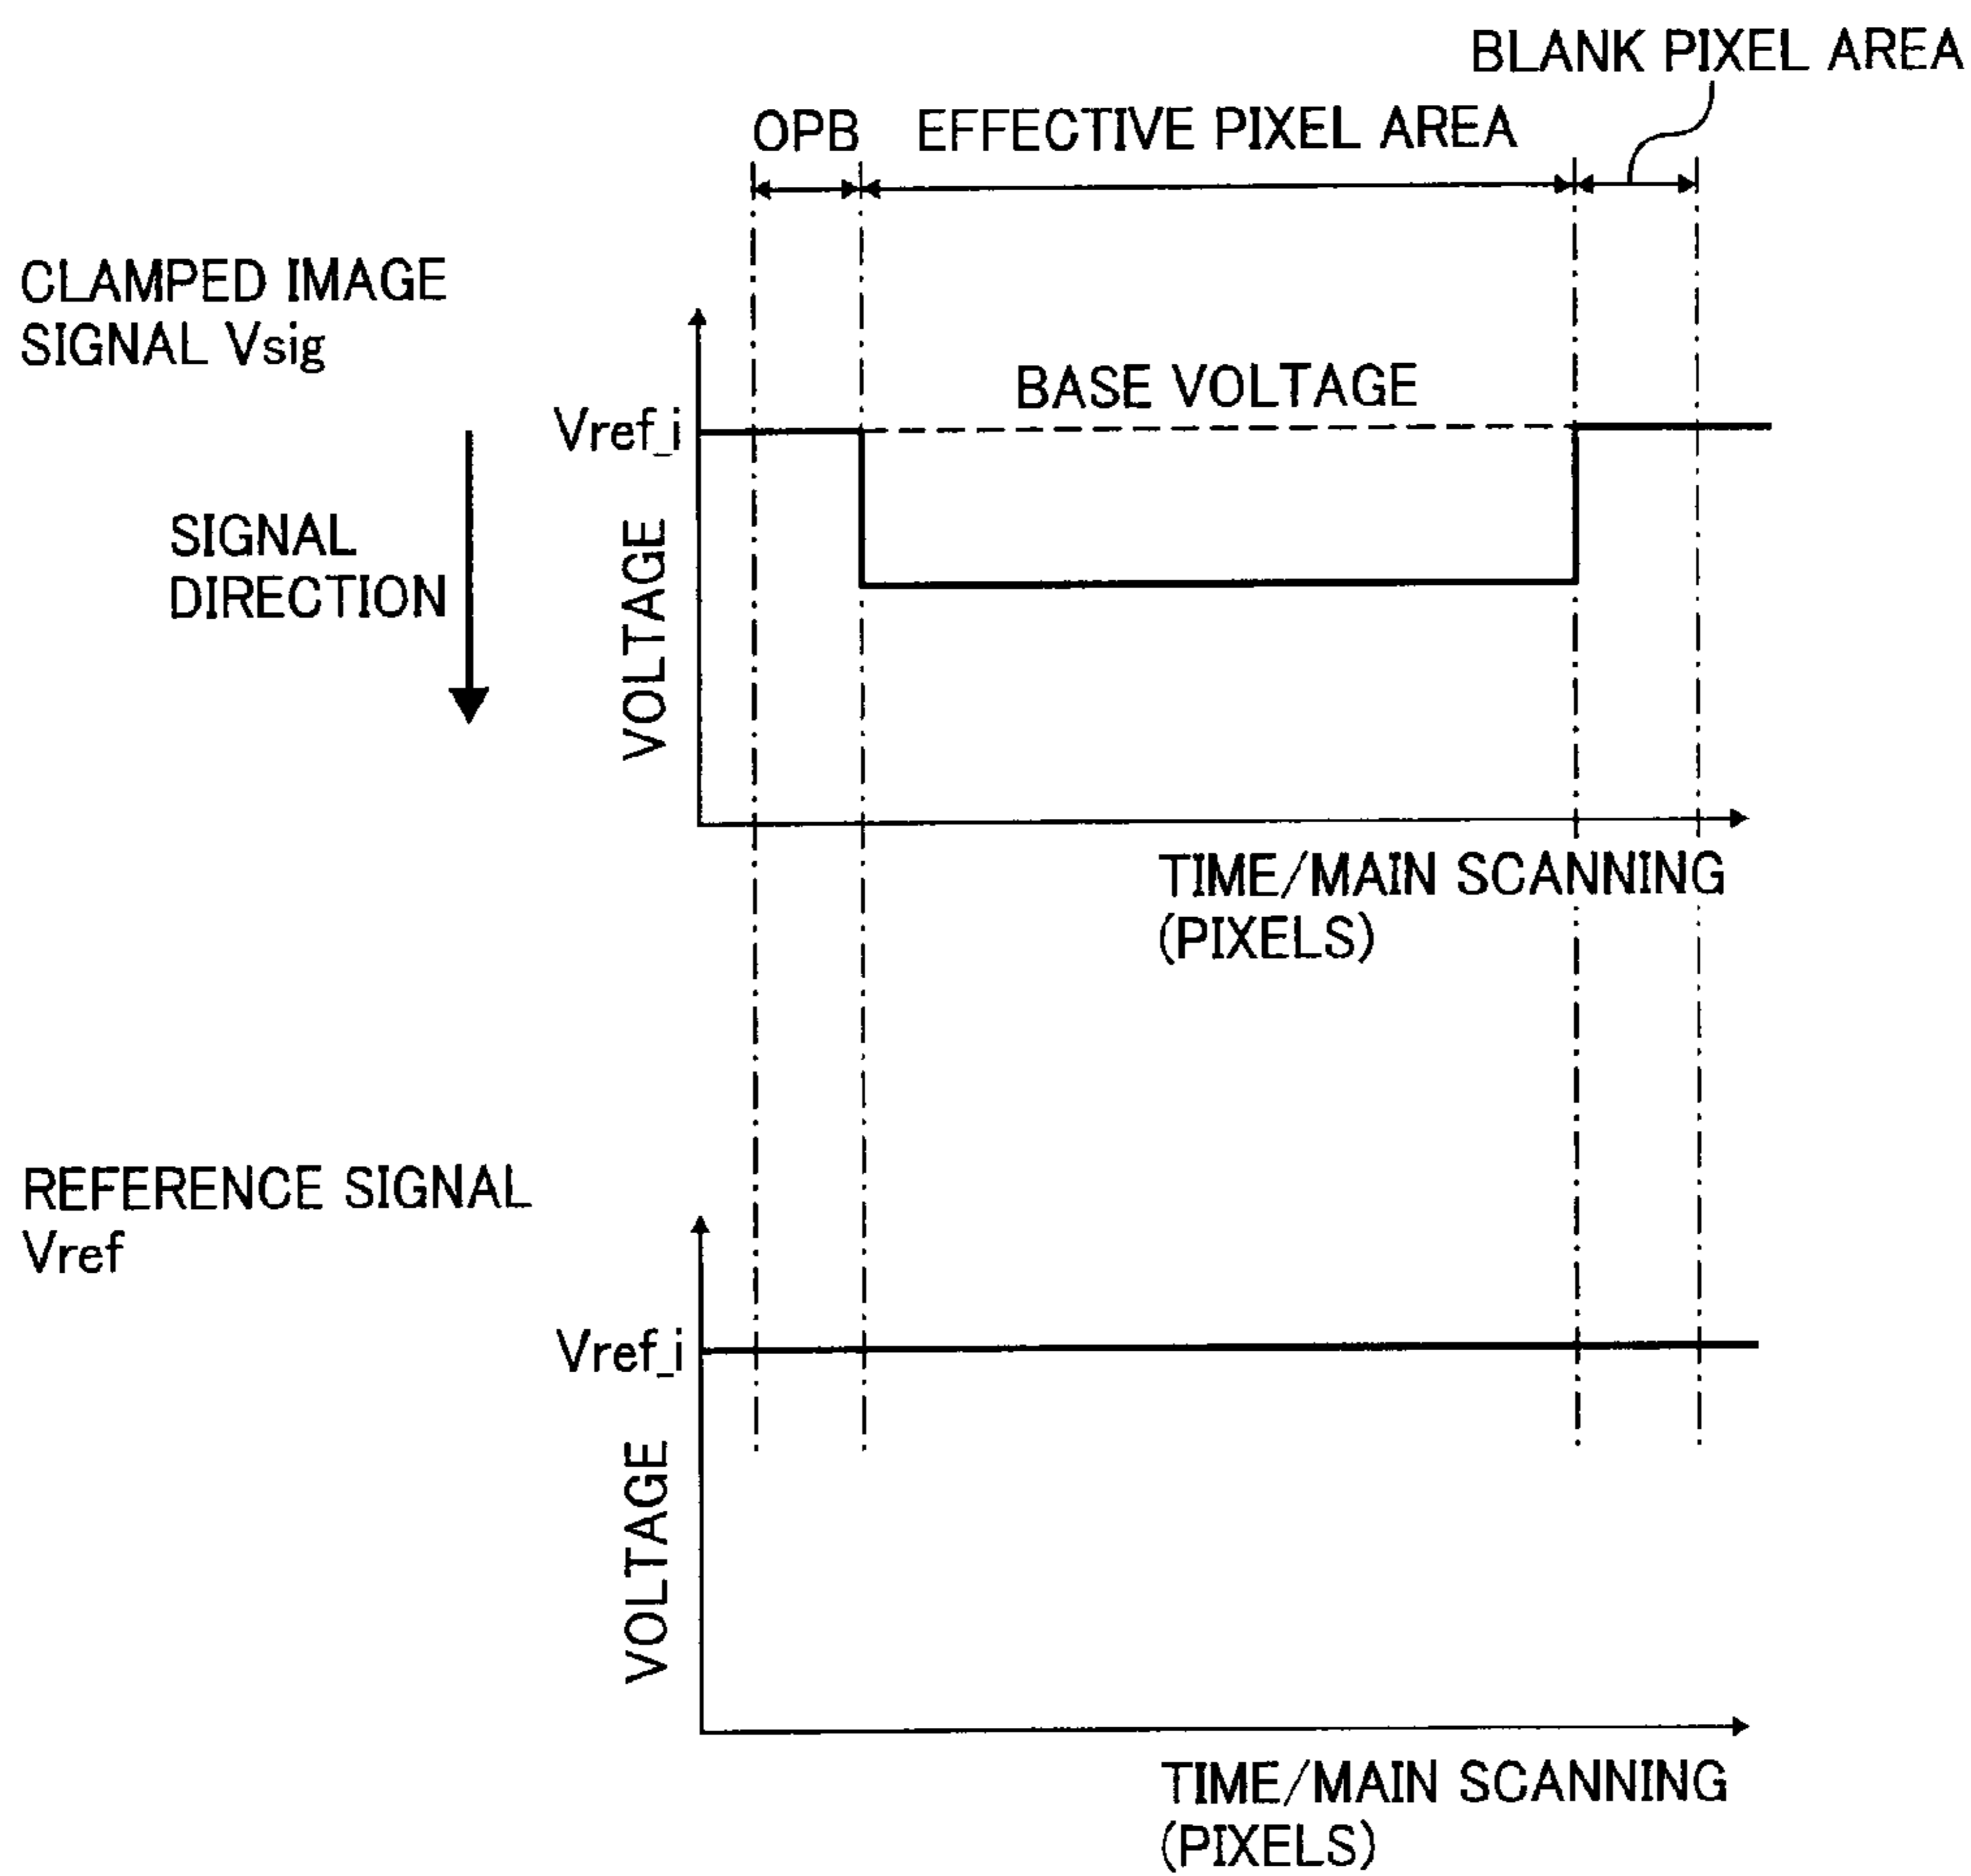 BLANK PIXEL AREA
OPB
EFFECTIVE PIXEL AREA
CLAMPED IMAGE
SIGNAL Vsig
BASE VOLTAGE
Vref_i
SIGNAL
DIRECTION
VOLTAGE
TIME/MAIN SCANNING
(PIXELS)
REFERENCE SIGNAL
Vref
Vref_i
VOLTAGE
TIME/MAIN SCANNING
(PIXELS)